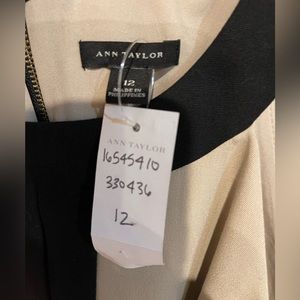 ANN TAYLOR
12
MADE IN
PHILIPPINES
ANN TAYLOR
16545410
330436
12